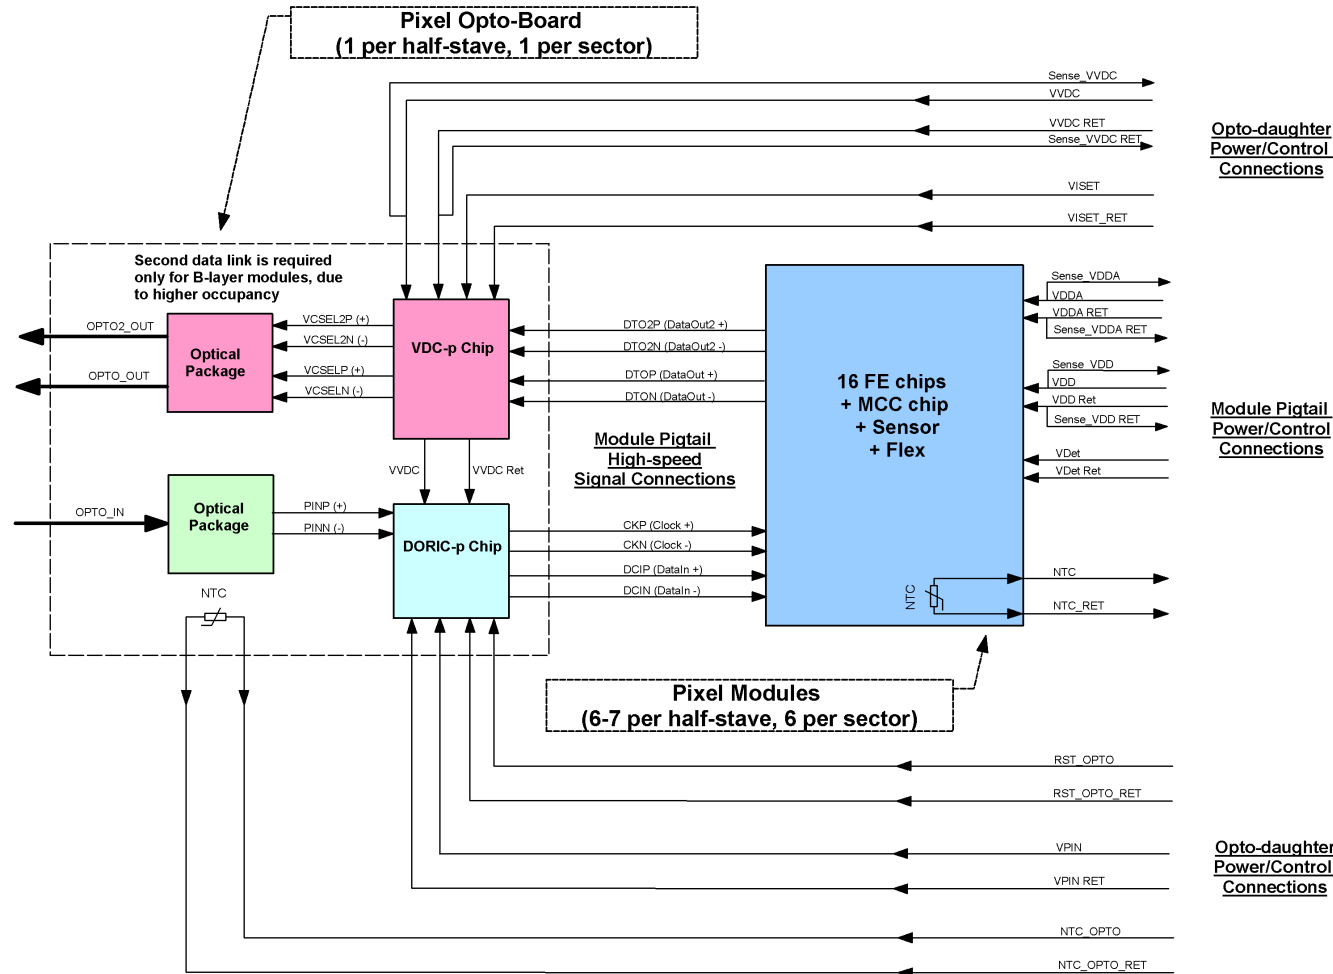 Pixel Opto-Board
(1 per half-stave, 1 per sector)
Sense_VVDC
VVDC
VVDC RET
Sense_VVDC RET
Opto-daughter
Power/Control
Connections
VISET
VISET_RET
Second data link is required
only for B-layer modules, due
to higher occupancy
OPTO2_OUT
OPTO_OUT
Optical
Package
VCSEL2P (+)
VCSEL2N (-)
VCSELP (+)
VCSELN (-)
VDC-p Chip
DTO2P (DataOut2 +)
DTO2N (DataOut2 -)
DTOP (DataOut +)
DTON (DataOut -)
16 FE chips
+ MCC chip
+ Sensor
+ Flex
Sense_VDDA
VDDA
VDDA RET
Sense_VDDA RET
Sense_VDD
VDD
VDD Ret
Sense_VDD RET
VDet
VDet Ret
Module Pigtail
Power/Control
Connections
Module Pigtail
High-speed
Signal Connections
VVDC
VVDC Ret
OPTO_IN
Optical
Package
PINP (+)
PINN (-)
DORIC-p Chip
CKP (Clock +)
CKN (Clock -)
DCIP (DataIn +)
DCIN (DataIn -)
NTC
NTC
NTC_RET
NTC
Pixel Modules
(6-7 per half-stave, 6 per sector)
RST_OPTO
RST_OPTO_RET
VPIN
VPIN RET
Opto-daughter
Power/Control
Connections
NTC_OPTO
NTC_OPTO_RET